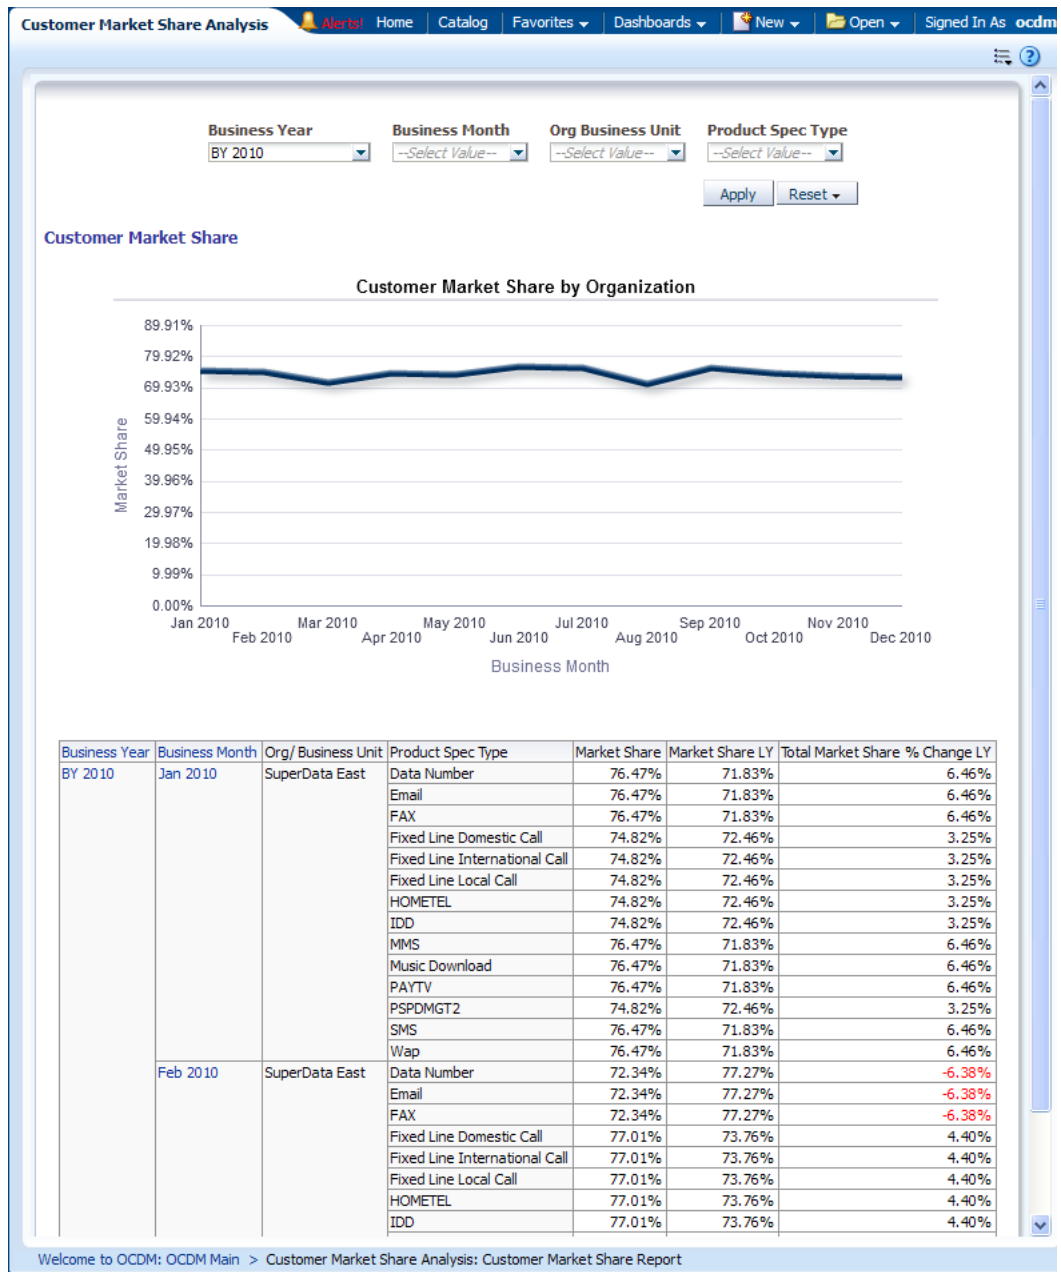 Customer Market Share Analysis Alerts! Home Catalog Favorites Dashboards New Open Signed In As ocdm
Business Year Business Month Org Business Unit Product Spec Type
BY 2010 --Select Value-- --Select Value-- --Select Value--
Apply Reset
Customer Market Share
Customer Market Share by Organization
89.91%
79.92%
69.93%
59.94%
49.95%
39.96%
29.97%
19.98%
9.99%
0.00%
Market Share
Jan 2010 Mar 2010 May 2010 Jul 2010 Sep 2010 Nov 2010
Feb 2010 Apr 2010 Jun 2010 Aug 2010 Oct 2010 Dec 2010
Business Month
Business Year Business Month Org/ Business Unit Product Spec Type Market Share Market Share LY Total Market Share % Change LY
BY 2010 Jan 2010 SuperData East Data Number 76.47% 71.83% 6.46%
Email 76.47% 71.83% 6.46%
FAX 76.47% 71.83% 6.46%
Fixed Line Domestic Call 74.82% 72.46% 3.25%
Fixed Line International Call 74.82% 72.46% 3.25%
Fixed Line Local Call 74.82% 72.46% 3.25%
HOMETEL 74.82% 72.46% 3.25%
IDD 74.82% 72.46% 3.25%
MMS 76.47% 71.83% 6.46%
Music Download 76.47% 71.83% 6.46%
PAYTV 76.47% 71.83% 6.46%
PSPDMGT2 74.82% 72.46% 3.25%
SMS 76.47% 71.83% 6.46%
Wap 76.47% 71.83% 6.46%
Feb 2010 SuperData East Data Number 72.34% 77.27% -6.38%
Email 72.34% 77.27% -6.38%
FAX 72.34% 77.27% -6.38%
Fixed Line Domestic Call 77.01% 73.76% 4.40%
Fixed Line International Call 77.01% 73.76% 4.40%
Fixed Line Local Call 77.01% 73.76% 4.40%
HOMETEL 77.01% 73.76% 4.40%
IDD 77.01% 73.76% 4.40%
Welcome to OCDM: OCDM Main > Customer Market Share Analysis: Customer Market Share Report